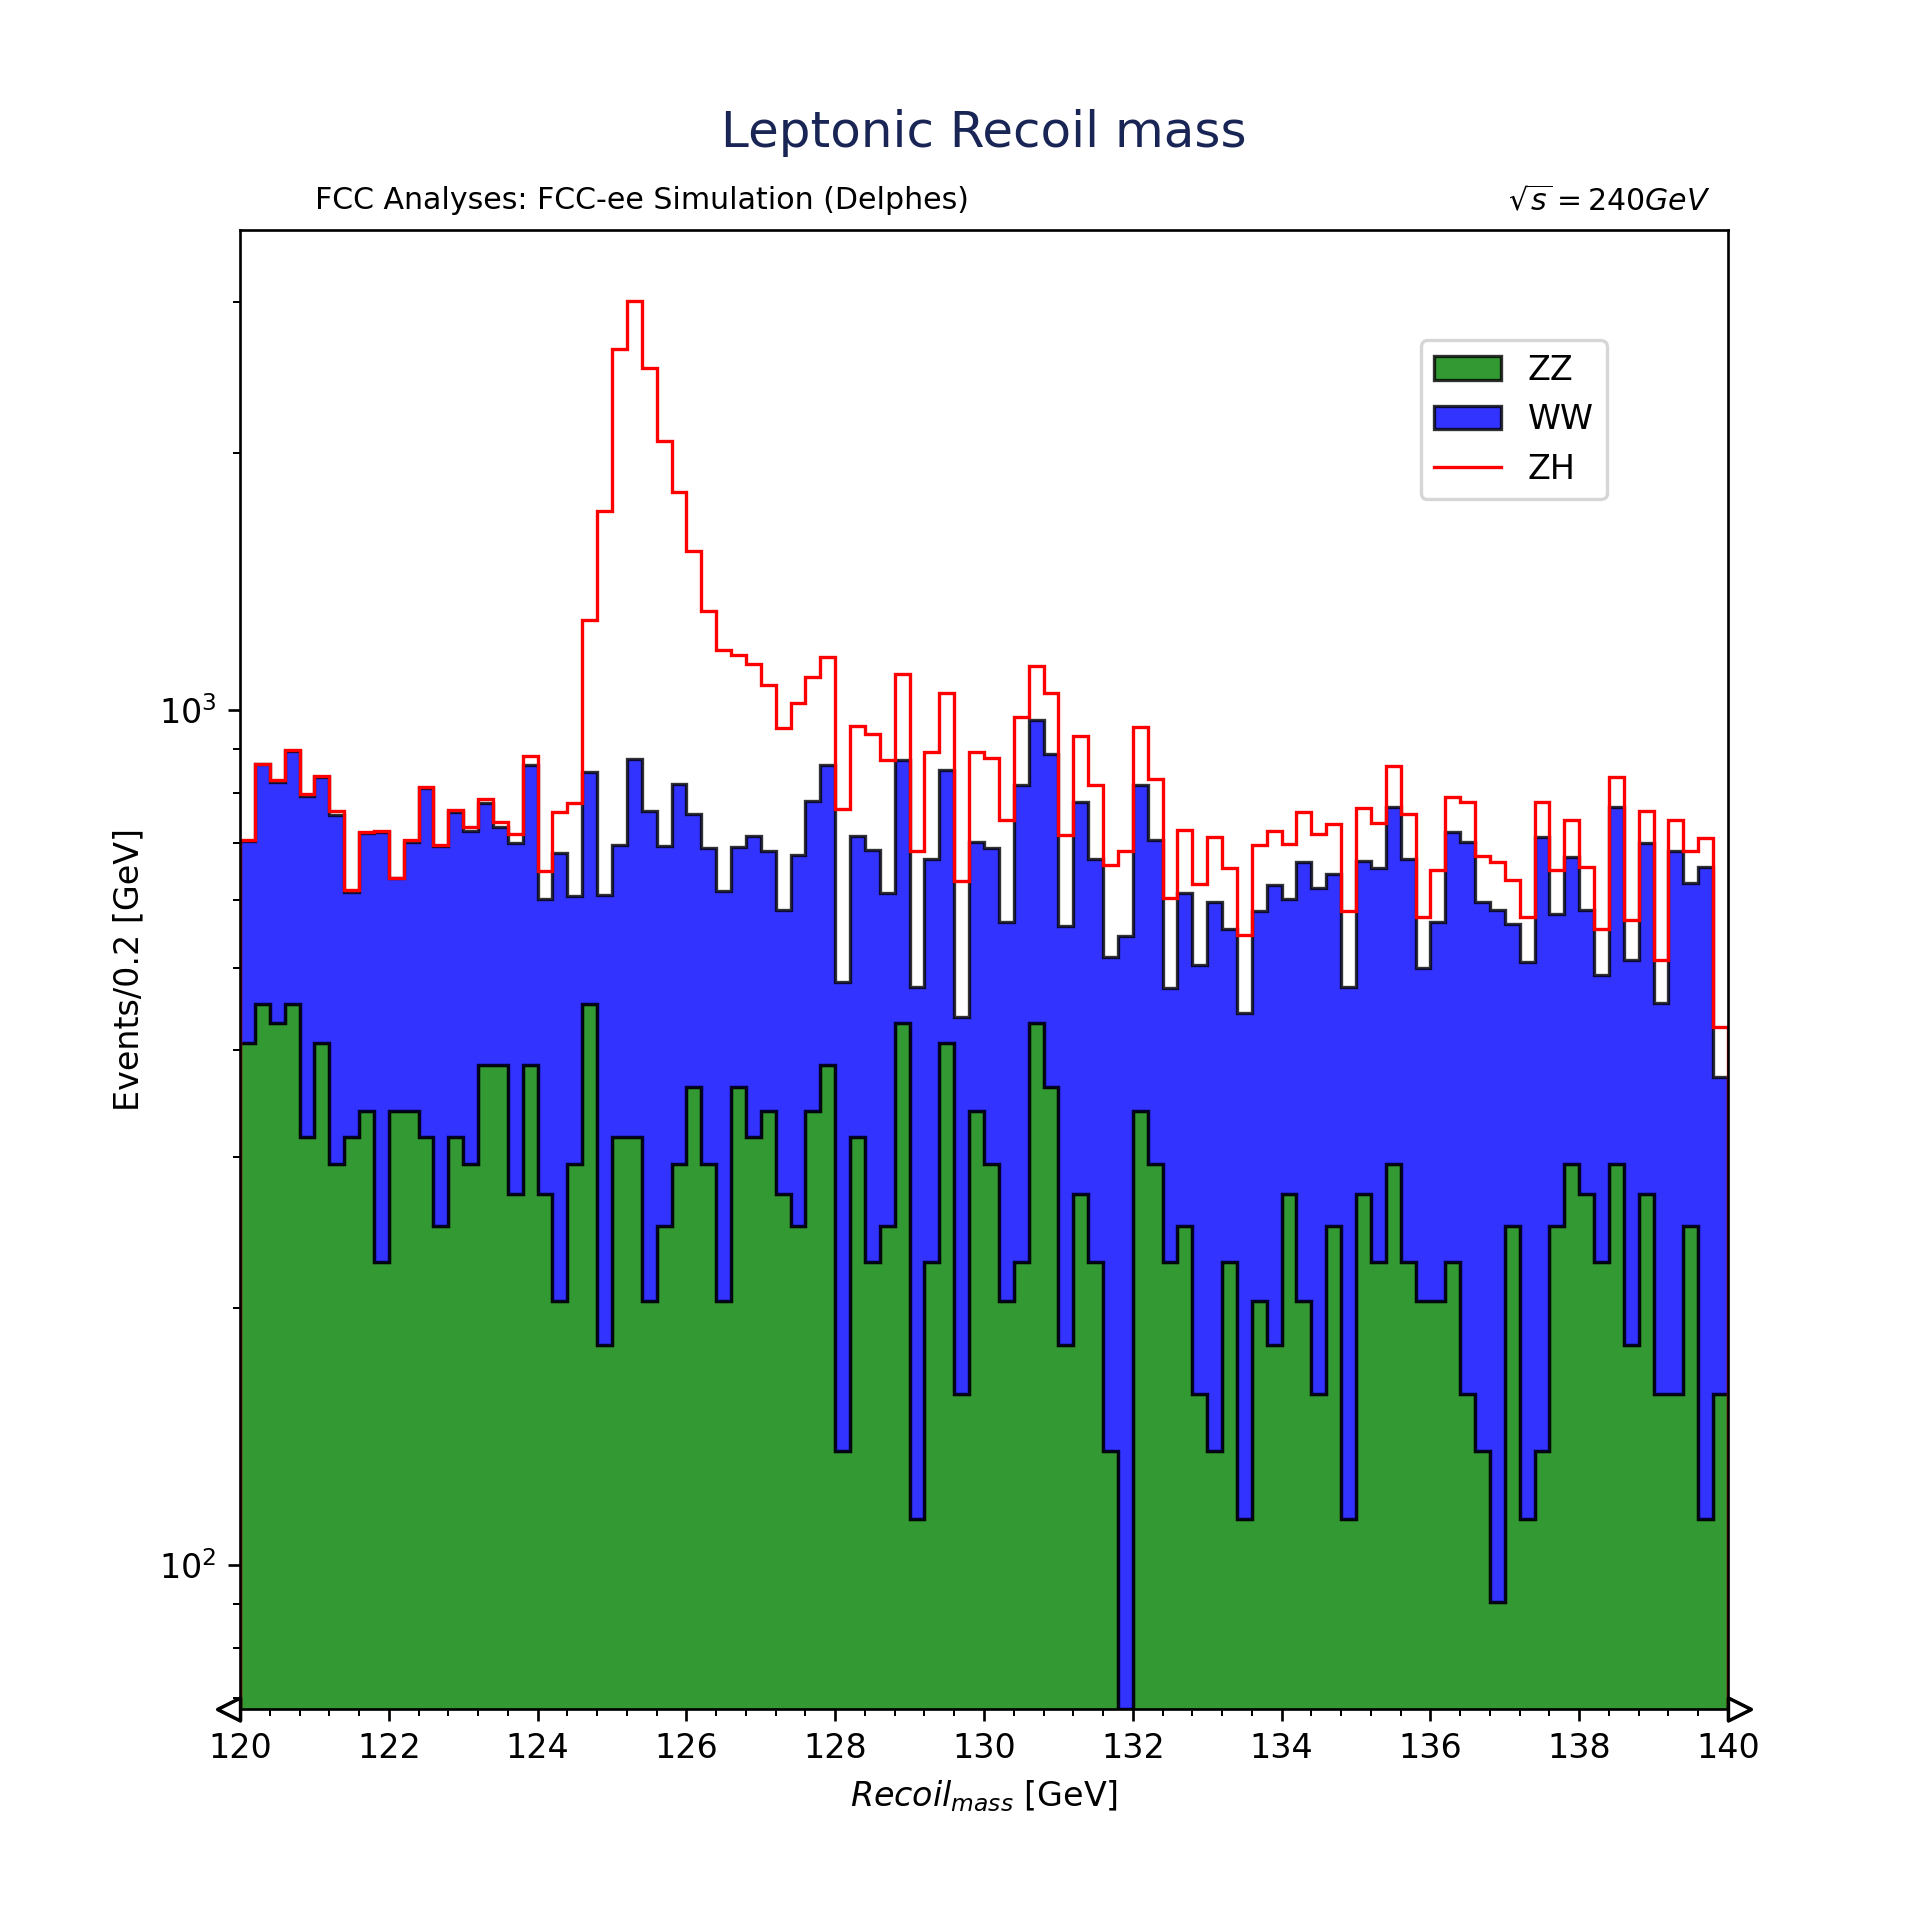 Leptonic Recoil mass
FCC Analyses: FCC-ee Simulation (Delphes)
√s = 240GeV
ZZ
WW
ZH
10³
10²
Events/0.2 [GeV]
120 122 124 126 128 130 132 134 136 138 140
Recoil_mass [GeV]